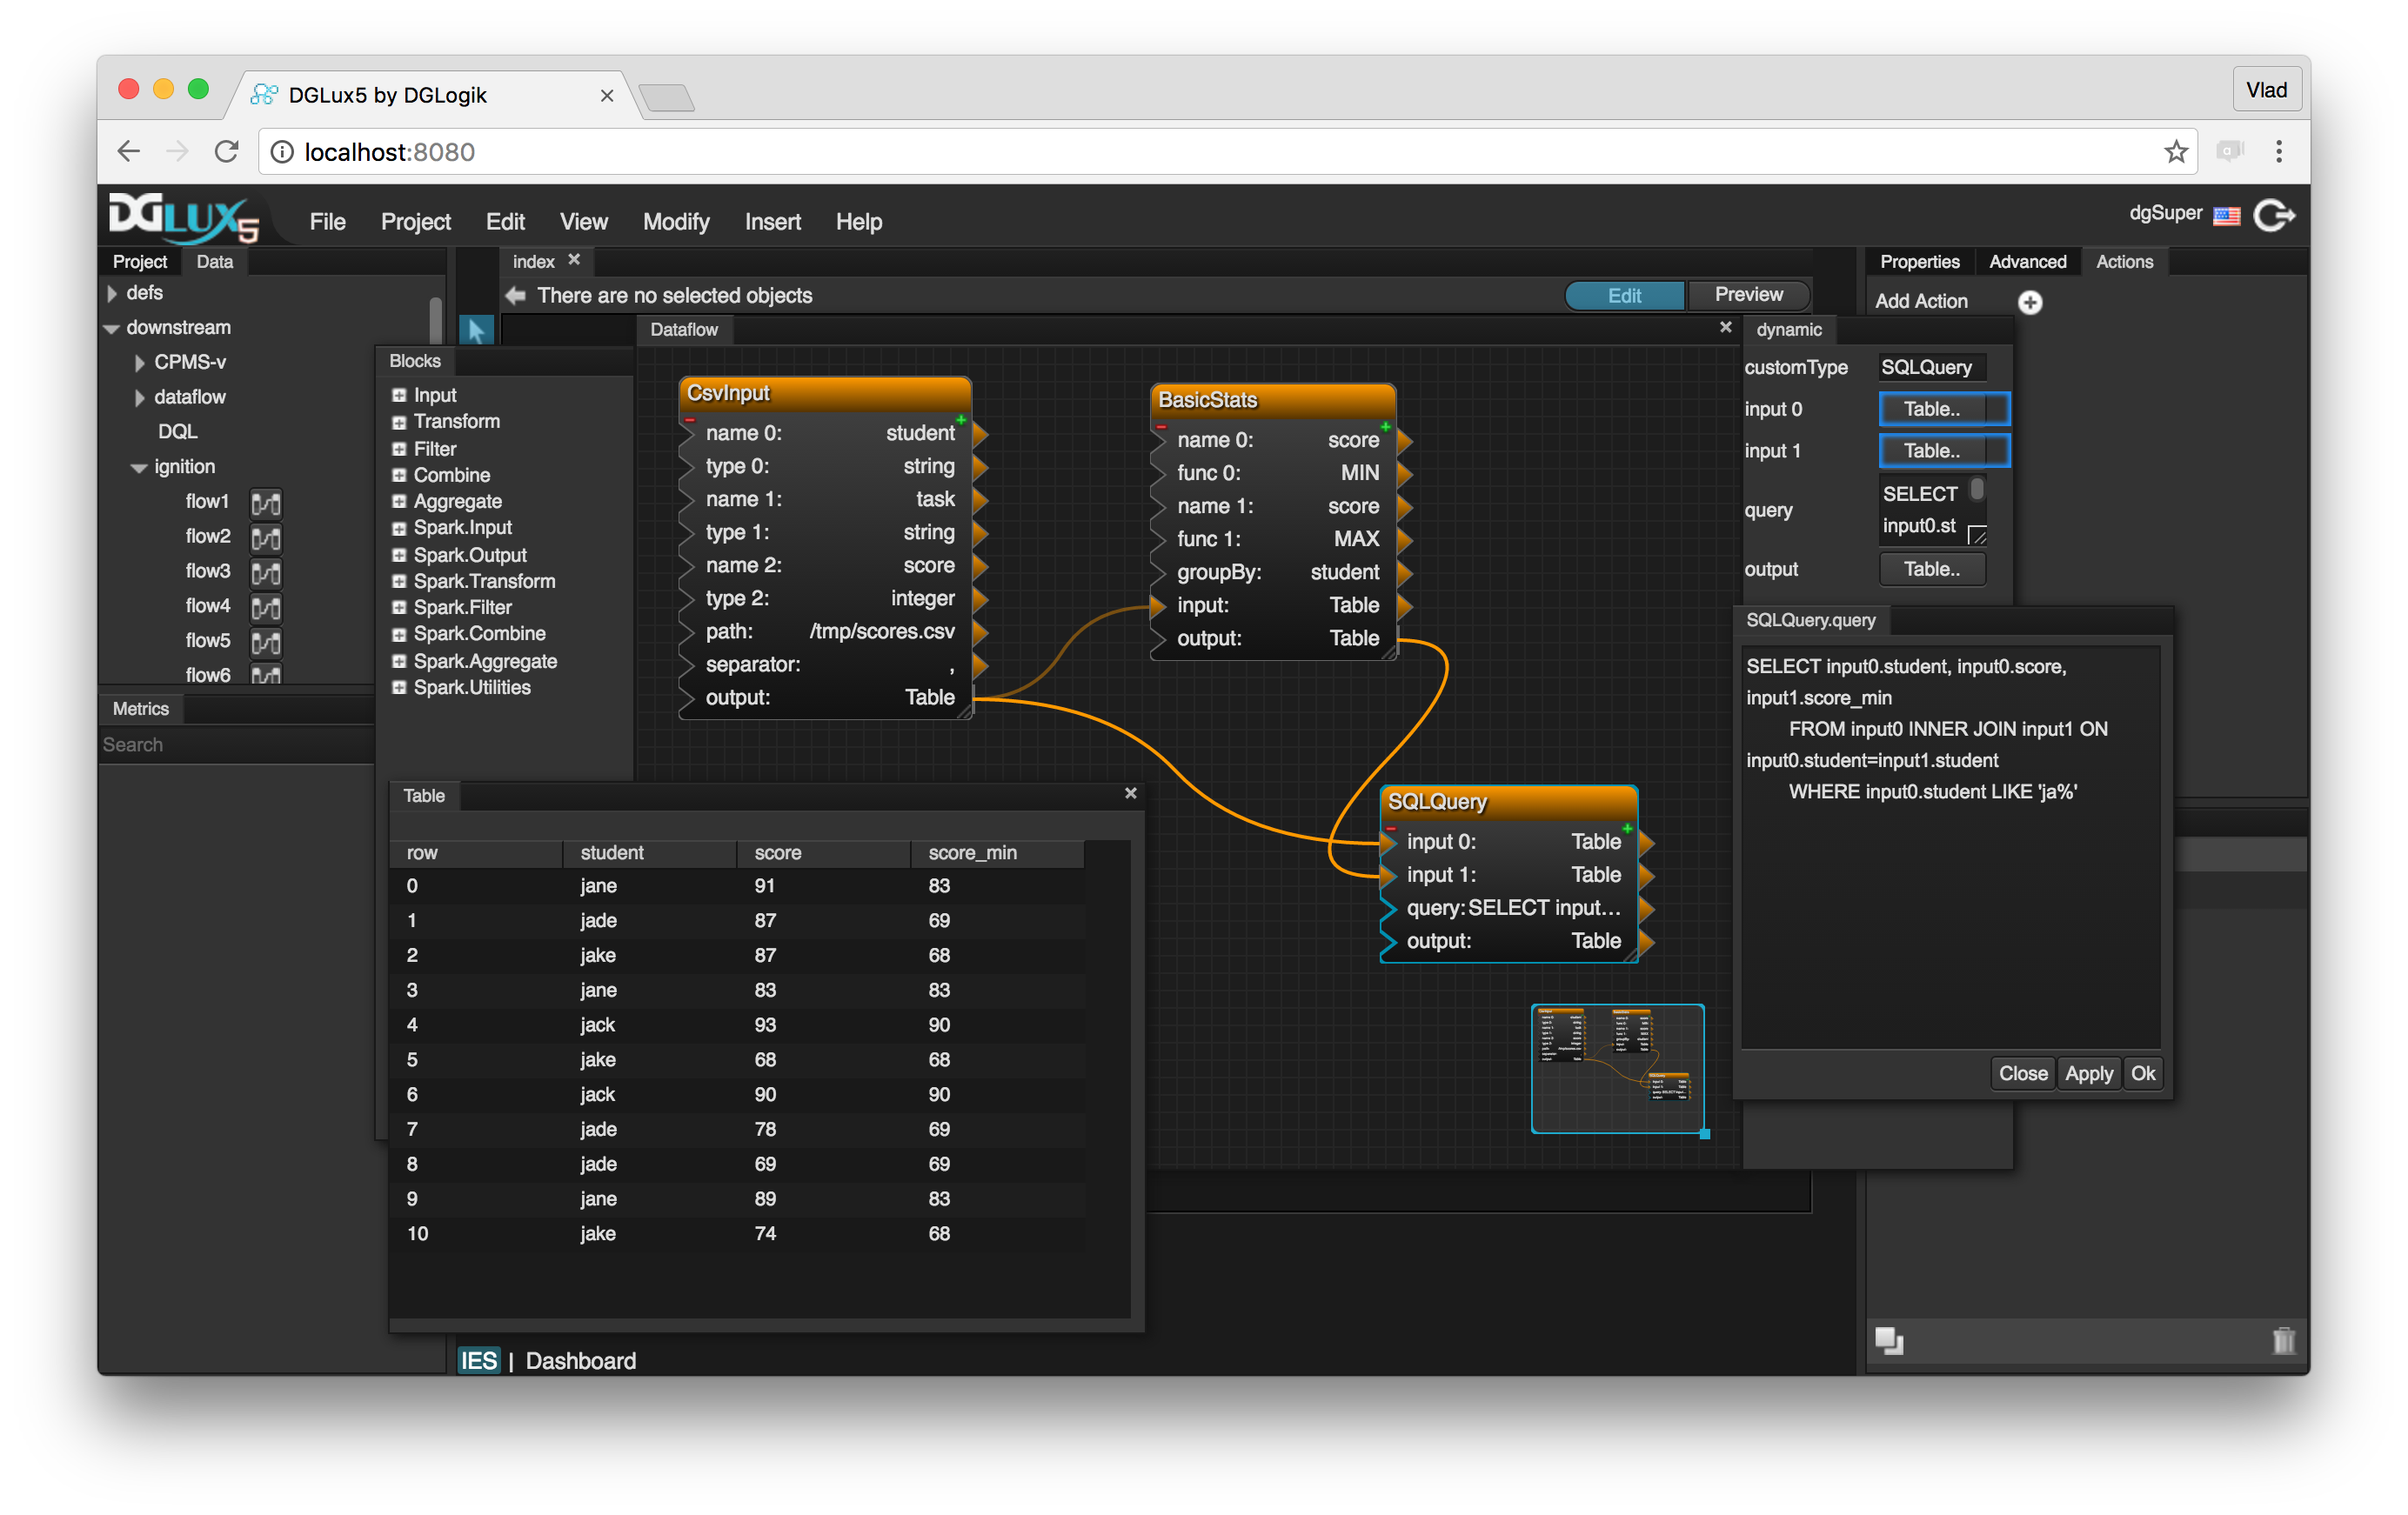 DGLux5 by DGLogik
Vlad
localhost:8080
DGLUX5
File Project Edit View Modify Insert Help
dgSuper
Project Data
defs
downstream
CPMS-v
dataflow
DQL
ignition
flow1
flow2
flow3
flow4
flow5
flow6
Metrics
Search
index
There are no selected objects
Edit Preview
Dataflow
Blocks
Input
Transform
Filter
Combine
Aggregate
Spark.Input
Spark.Output
Spark.Transform
Spark.Filter
Spark.Combine
Spark.Aggregate
Spark.Utilities
CsvInput
name 0: student
type 0: string
name 1: task
type 1: string
name 2: score
type 2: integer
path: /tmp/scores.csv
separator: ,
output: Table
BasicStats
name 0: score
func 0: MIN
name 1: score
func 1: MAX
groupBy: student
input: Table
output: Table
SQLQuery
input 0: Table
input 1: Table
query: SELECT input...
output: Table
Table
row student score score_min
0 jane 91 83
1 jade 87 69
2 jake 87 68
3 jane 83 83
4 jack 93 90
5 jake 68 68
6 jack 90 90
7 jade 78 69
8 jade 69 69
9 jane 89 83
10 jake 74 68
IES | Dashboard
Properties Advanced Actions
Add Action
dynamic
customType SQLQuery
input 0 Table..
input 1 Table..
query SELECT
input0.st
output Table..
SQLQuery.query
SELECT input0.student, input0.score,
input1.score_min
FROM input0 INNER JOIN input1 ON
input0.student=input1.student
WHERE input0.student LIKE 'ja%'
Close Apply Ok